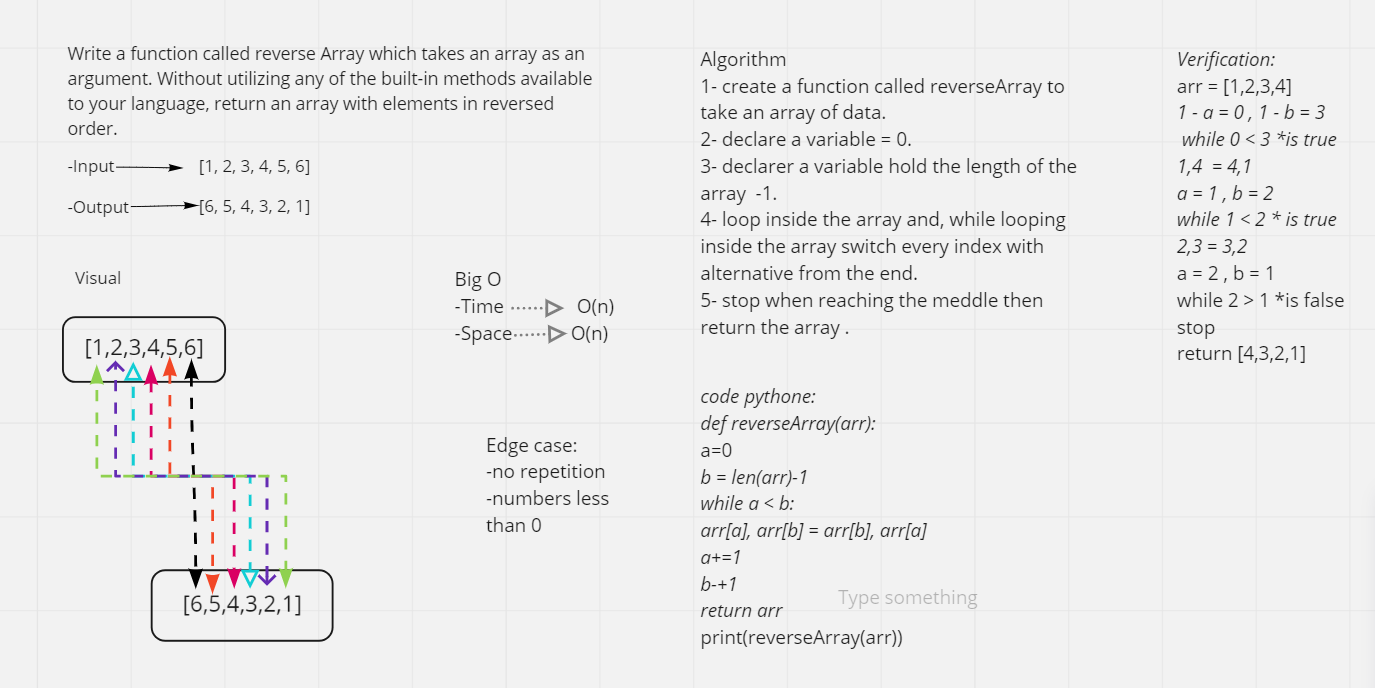 Write a function called reverse Array which takes an array as an
argument. Without utilizing any of the built-in methods available
to your language, return an array with elements in reversed
order.
-Input [1, 2, 3, 4, 5, 6]
-Output [6, 5, 4, 3, 2, 1]
Visual
[1,2,3,4,5,6]
[6,5,4,3,2,1]
Big O
-Time O(n)
-Space O(n)
Edge case:
-no repetition
-numbers less
than 0
Algorithm
1- create a function called reverseArray to
take an array of data.
2- declare a variable = 0.
3- declarer a variable hold the length of the
array -1.
4- loop inside the array and, while looping
inside the array switch every index with
alternative from the end.
5- stop when reaching the meddle then
return the array .
code pythone:
def reverseArray(arr):
a=0
b = len(arr)-1
while a < b:
arr[a], arr[b] = arr[b], arr[a]
a+=1
b-+1
return arr
print(reverseArray(arr))
Type something
Verification:
arr = [1,2,3,4]
1 - a = 0 , 1 - b = 3
while 0 < 3 *is true
1,4 = 4,1
a = 1 , b = 2
while 1 < 2 * is true
2,3 = 3,2
a = 2 , b = 1
while 2 > 1 *is false
stop
return [4,3,2,1]